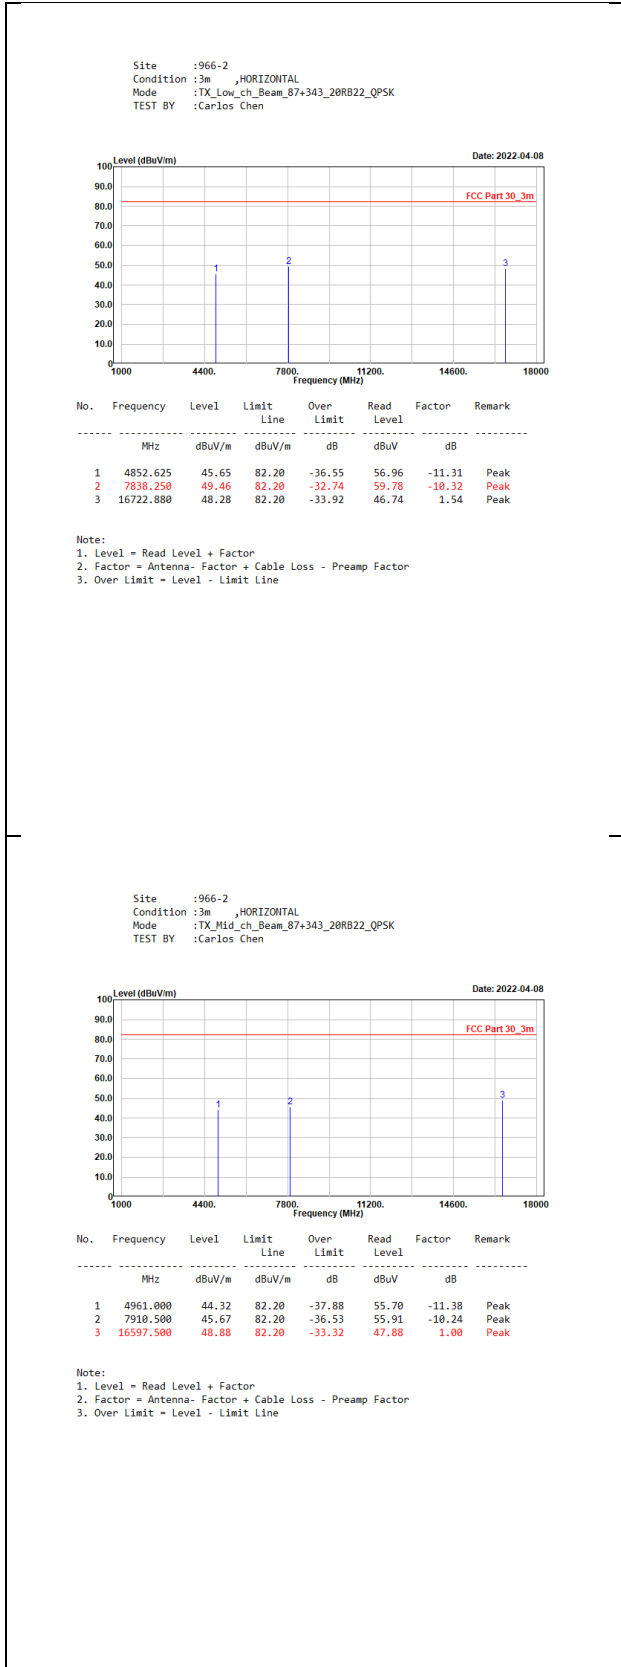 Site      :966-2
Condition :3m    ,HORIZONTAL
Mode      :TX_Low_ch_Beam_87+343_20RB22_QPSK
TEST BY   :Carlos Chen
Level (dBuV/m)    Date: 2022-04-08
100
90.0
FCC Part 30_3m
80.0
70.0
60.0
50.0
1 2 3
40.0
30.0
20.0
10.0
0
1000 4400. 7800. 11200. 14600. 18000
Frequency (MHz)
No. Frequency Level Limit Over Read Factor Remark
Line Limit Level
------ ----------- -------- --------- --------- --------- -------- ---------
MHz dBuV/m dBuV/m dB dBuV dB
1 4852.625 45.65 82.20 -36.55 56.96 -11.31 Peak
2 7838.250 49.46 82.20 -32.74 59.78 -10.32 Peak
3 16722.880 48.28 82.20 -33.92 46.74 1.54 Peak
Note:
1. Level = Read Level + Factor
2. Factor = Antenna- Factor + Cable Loss - Preamp Factor
3. Over Limit = Level - Limit Line
Site      :966-2
Condition :3m    ,HORIZONTAL
Mode      :TX_Mid_ch_Beam_87+343_20RB22_QPSK
TEST BY   :Carlos Chen
Level (dBuV/m)    Date: 2022-04-08
100
90.0
FCC Part 30_3m
80.0
70.0
60.0
50.0
1 2 3
40.0
30.0
20.0
10.0
0
1000 4400. 7800. 11200. 14600. 18000
Frequency (MHz)
No. Frequency Level Limit Over Read Factor Remark
Line Limit Level
------ ----------- -------- --------- --------- --------- -------- ---------
MHz dBuV/m dBuV/m dB dBuV dB
1 4961.000 44.32 82.20 -37.88 55.70 -11.38 Peak
2 7910.500 45.67 82.20 -36.53 55.91 -10.24 Peak
3 16597.500 48.88 82.20 -33.32 47.88 1.00 Peak
Note:
1. Level = Read Level + Factor
2. Factor = Antenna- Factor + Cable Loss - Preamp Factor
3. Over Limit = Level - Limit Line